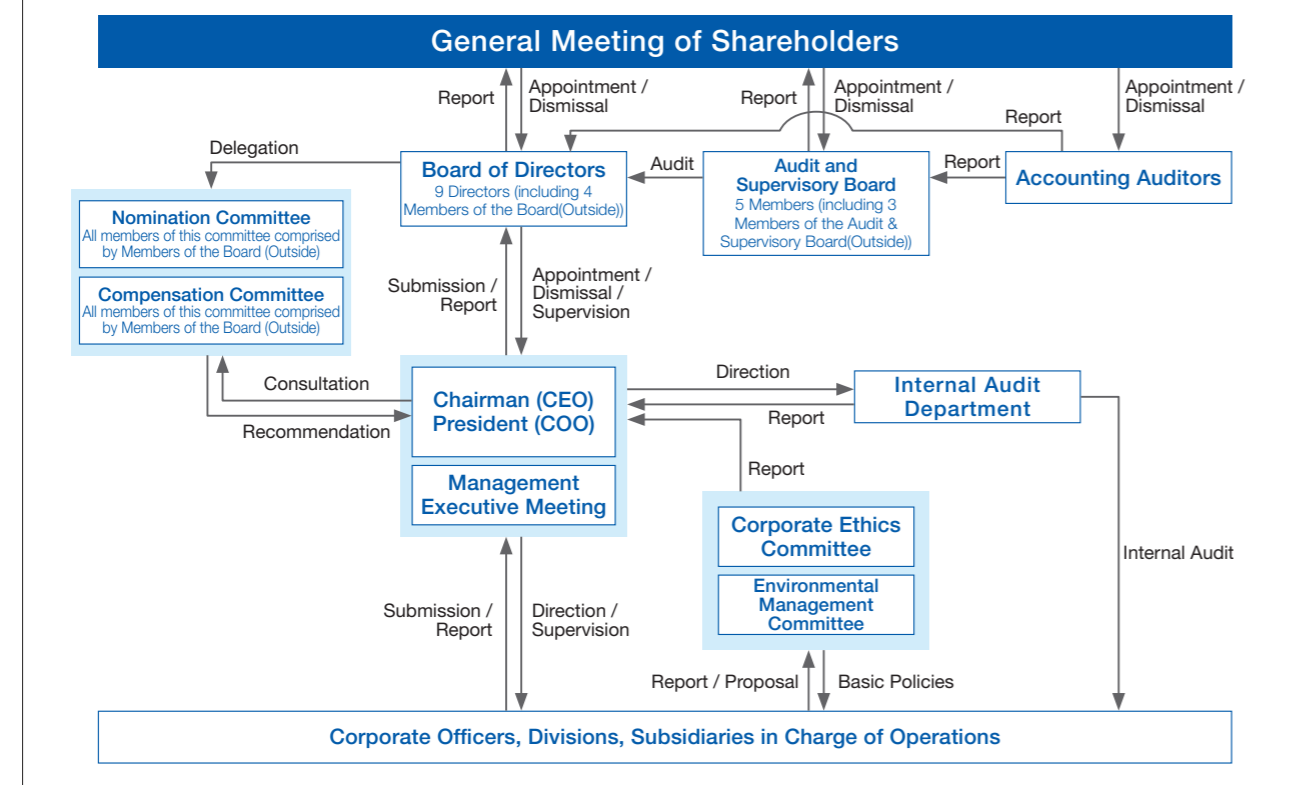 General Meeting of Shareholders
Report
Appointment /
Dismissal
Report
Appointment /
Dismissal
Appointment /
Dismissal
Report
Delegation
Board of Directors
9 Directors (including 4
Members of the Board(Outside))
Audit
Audit and
Supervisory Board
5 Members (including 3
Members of the Audit &
Supervisory Board(Outside))
Report
Accounting Auditors
Nomination Committee
All members of this committee comprised
by Members of the Board (Outside)
Compensation Committee
All members of this committee comprised
by Members of the Board (Outside)
Submission /
Report
Appointment /
Dismissal /
Supervision
Consultation
Recommendation
Chairman (CEO)
President (COO)
Management
Executive Meeting
Direction
Report
Internal Audit
Department
Report
Corporate Ethics
Committee
Environmental
Management
Committee
Internal Audit
Submission /
Report
Direction /
Supervision
Report / Proposal
Basic Policies
Corporate Officers, Divisions, Subsidiaries in Charge of Operations